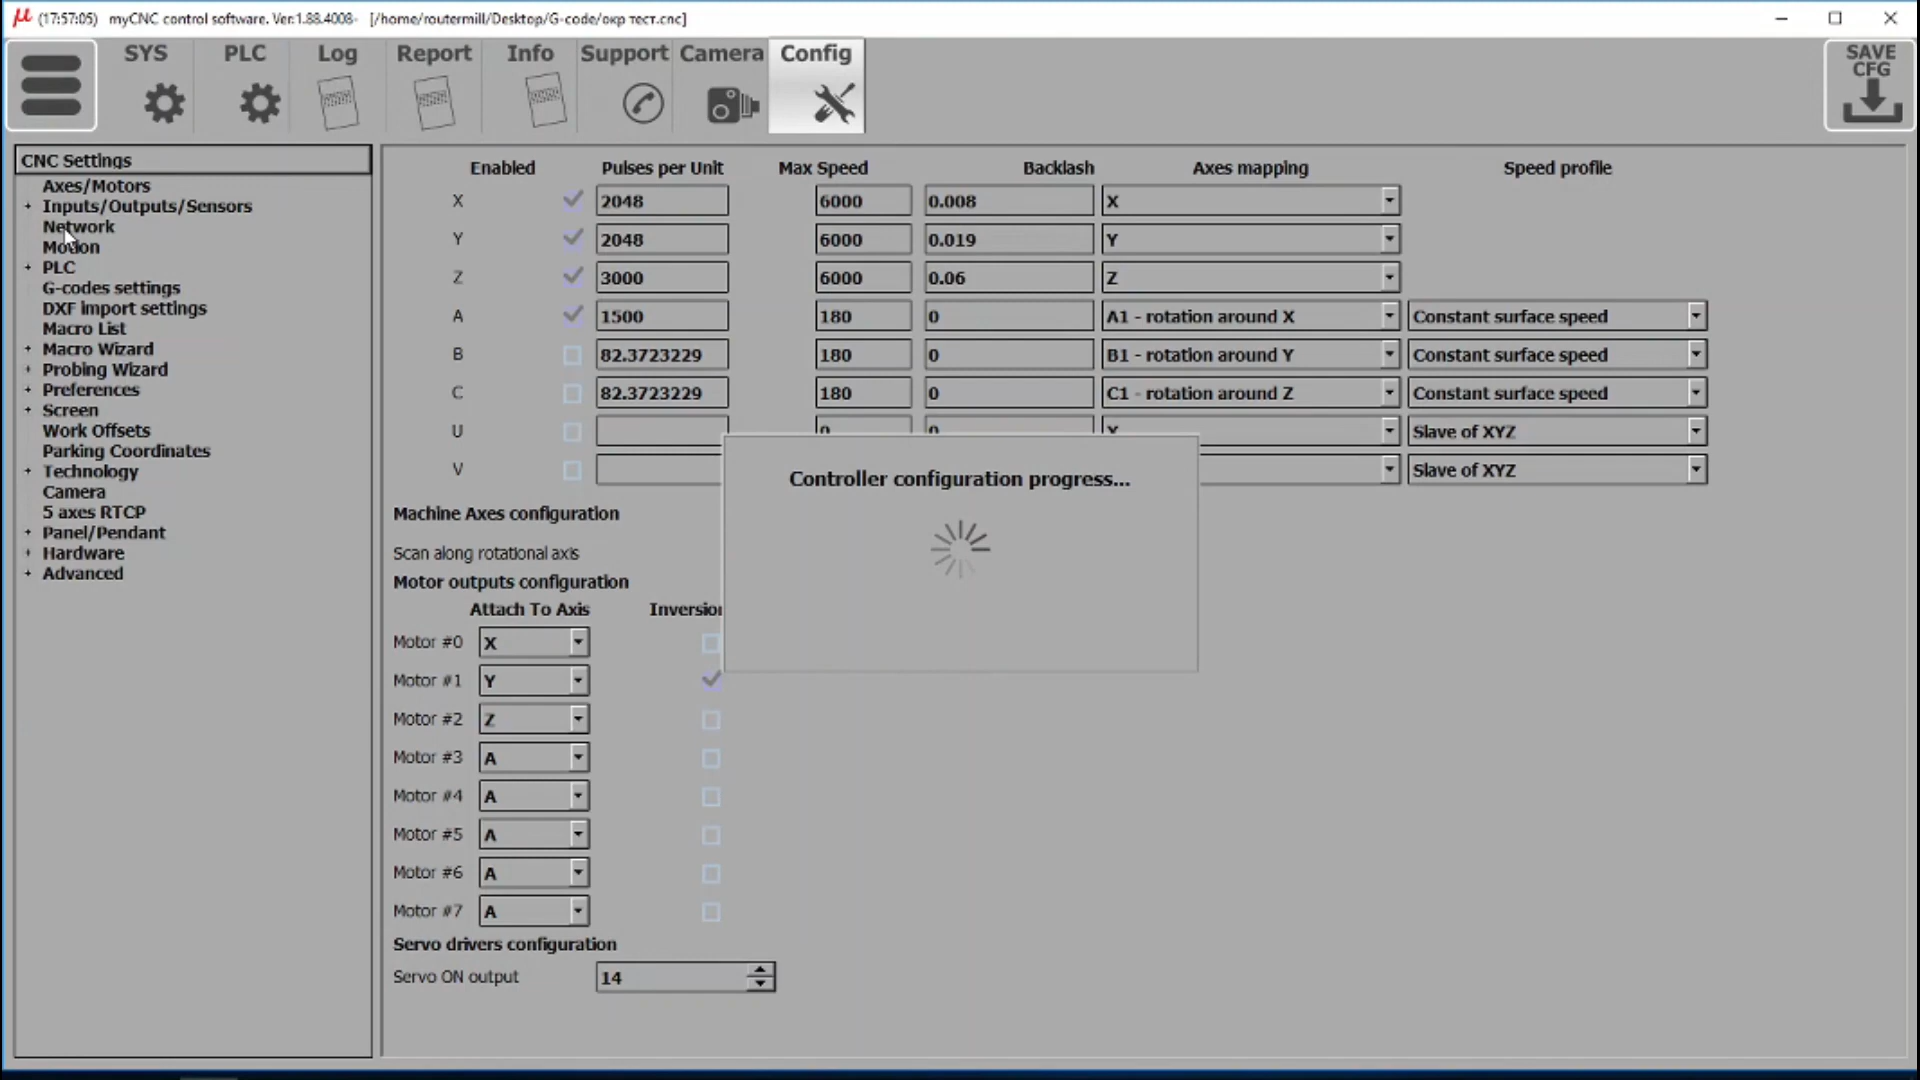 µ (17:57:05) myCNC control software. Ver:1.88.4008- [/home/routermill/Desktop/G-code/окр тест.cnc]
SYS PLC Log Report Info Support Camera Config SAVE CFG
CNC Settings
Axes/Motors
+ Inputs/Outputs/Sensors
Network
Motion
+ PLC
G-codes settings
DXF import settings
Macro List
+ Macro Wizard
+ Probing Wizard
+ Preferences
+ Screen
Work Offsets
Parking Coordinates
+ Technology
Camera
5 axes RTCP
+ Panel/Pendant
+ Hardware
+ Advanced
Enabled Pulses per Unit Max Speed Backlash Axes mapping Speed profile
X 2048 6000 0.008 X
Y 2048 6000 0.019 Y
Z 3000 6000 0.06 Z
A 1500 180 0 A1 - rotation around X Constant surface speed
B 82.3723229 180 0 B1 - rotation around Y Constant surface speed
C 82.3723229 180 0 C1 - rotation around Z Constant surface speed
U 0 0 Slave of XYZ
V Slave of XYZ
Controller configuration progress...
Machine Axes configuration
Scan along rotational axis
Motor outputs configuration
Attach To Axis Inversion
Motor #0 X
Motor #1 Y
Motor #2 Z
Motor #3 A
Motor #4 A
Motor #5 A
Motor #6 A
Motor #7 A
Servo drivers configuration
Servo ON output 14